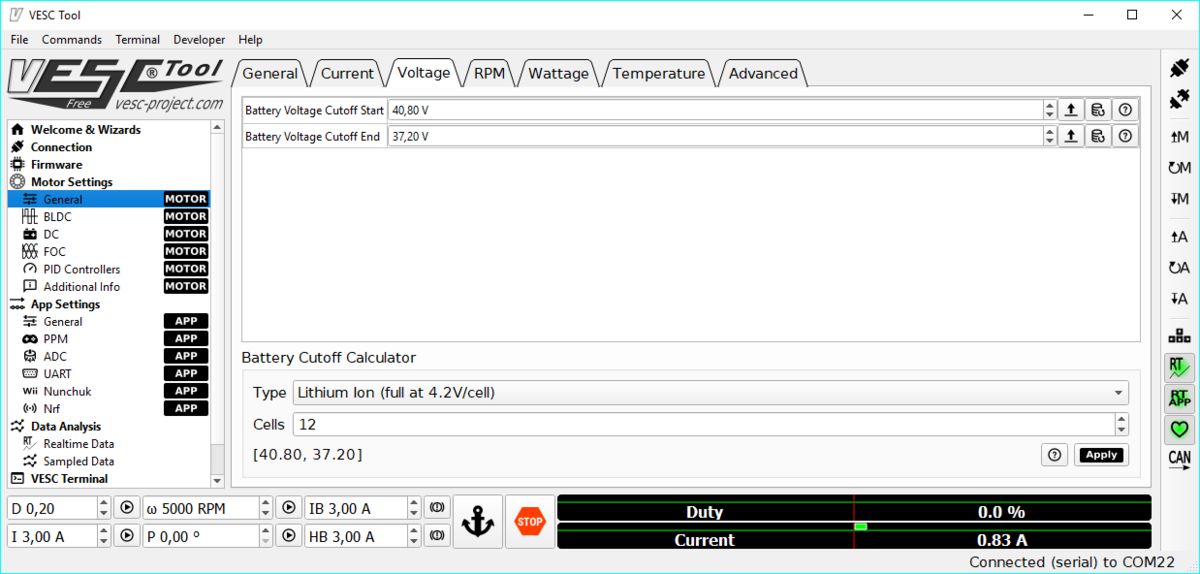 VESC Tool
File Commands Terminal Developer Help
VESC® Tool
Free vesc-project.com
Welcome & Wizards
Connection
Firmware
Motor Settings
General MOTOR
BLDC MOTOR
DC MOTOR
FOC MOTOR
PID Controllers MOTOR
Additional Info MOTOR
App Settings
General APP
PPM APP
ADC APP
UART APP
Wii Nunchuk APP
Nrf APP
Data Analysis
RT Realtime Data
Sampled Data
VESC Terminal
General Current Voltage RPM Wattage Temperature Advanced
Battery Voltage Cutoff Start 40,80 V
Battery Voltage Cutoff End 37,20 V
Battery Cutoff Calculator
Type Lithium Ion (full at 4.2V/cell)
Cells 12
[40.80, 37.20] Apply
M
M
M
A
A
A
RT
RT APP
CAN
D 0,20 ω 5000 RPM IB 3,00 A
I 3,00 A P 0,00 ° HB 3,00 A
STOP
Duty 0.0 %
Current 0.83 A
Connected (serial) to COM22